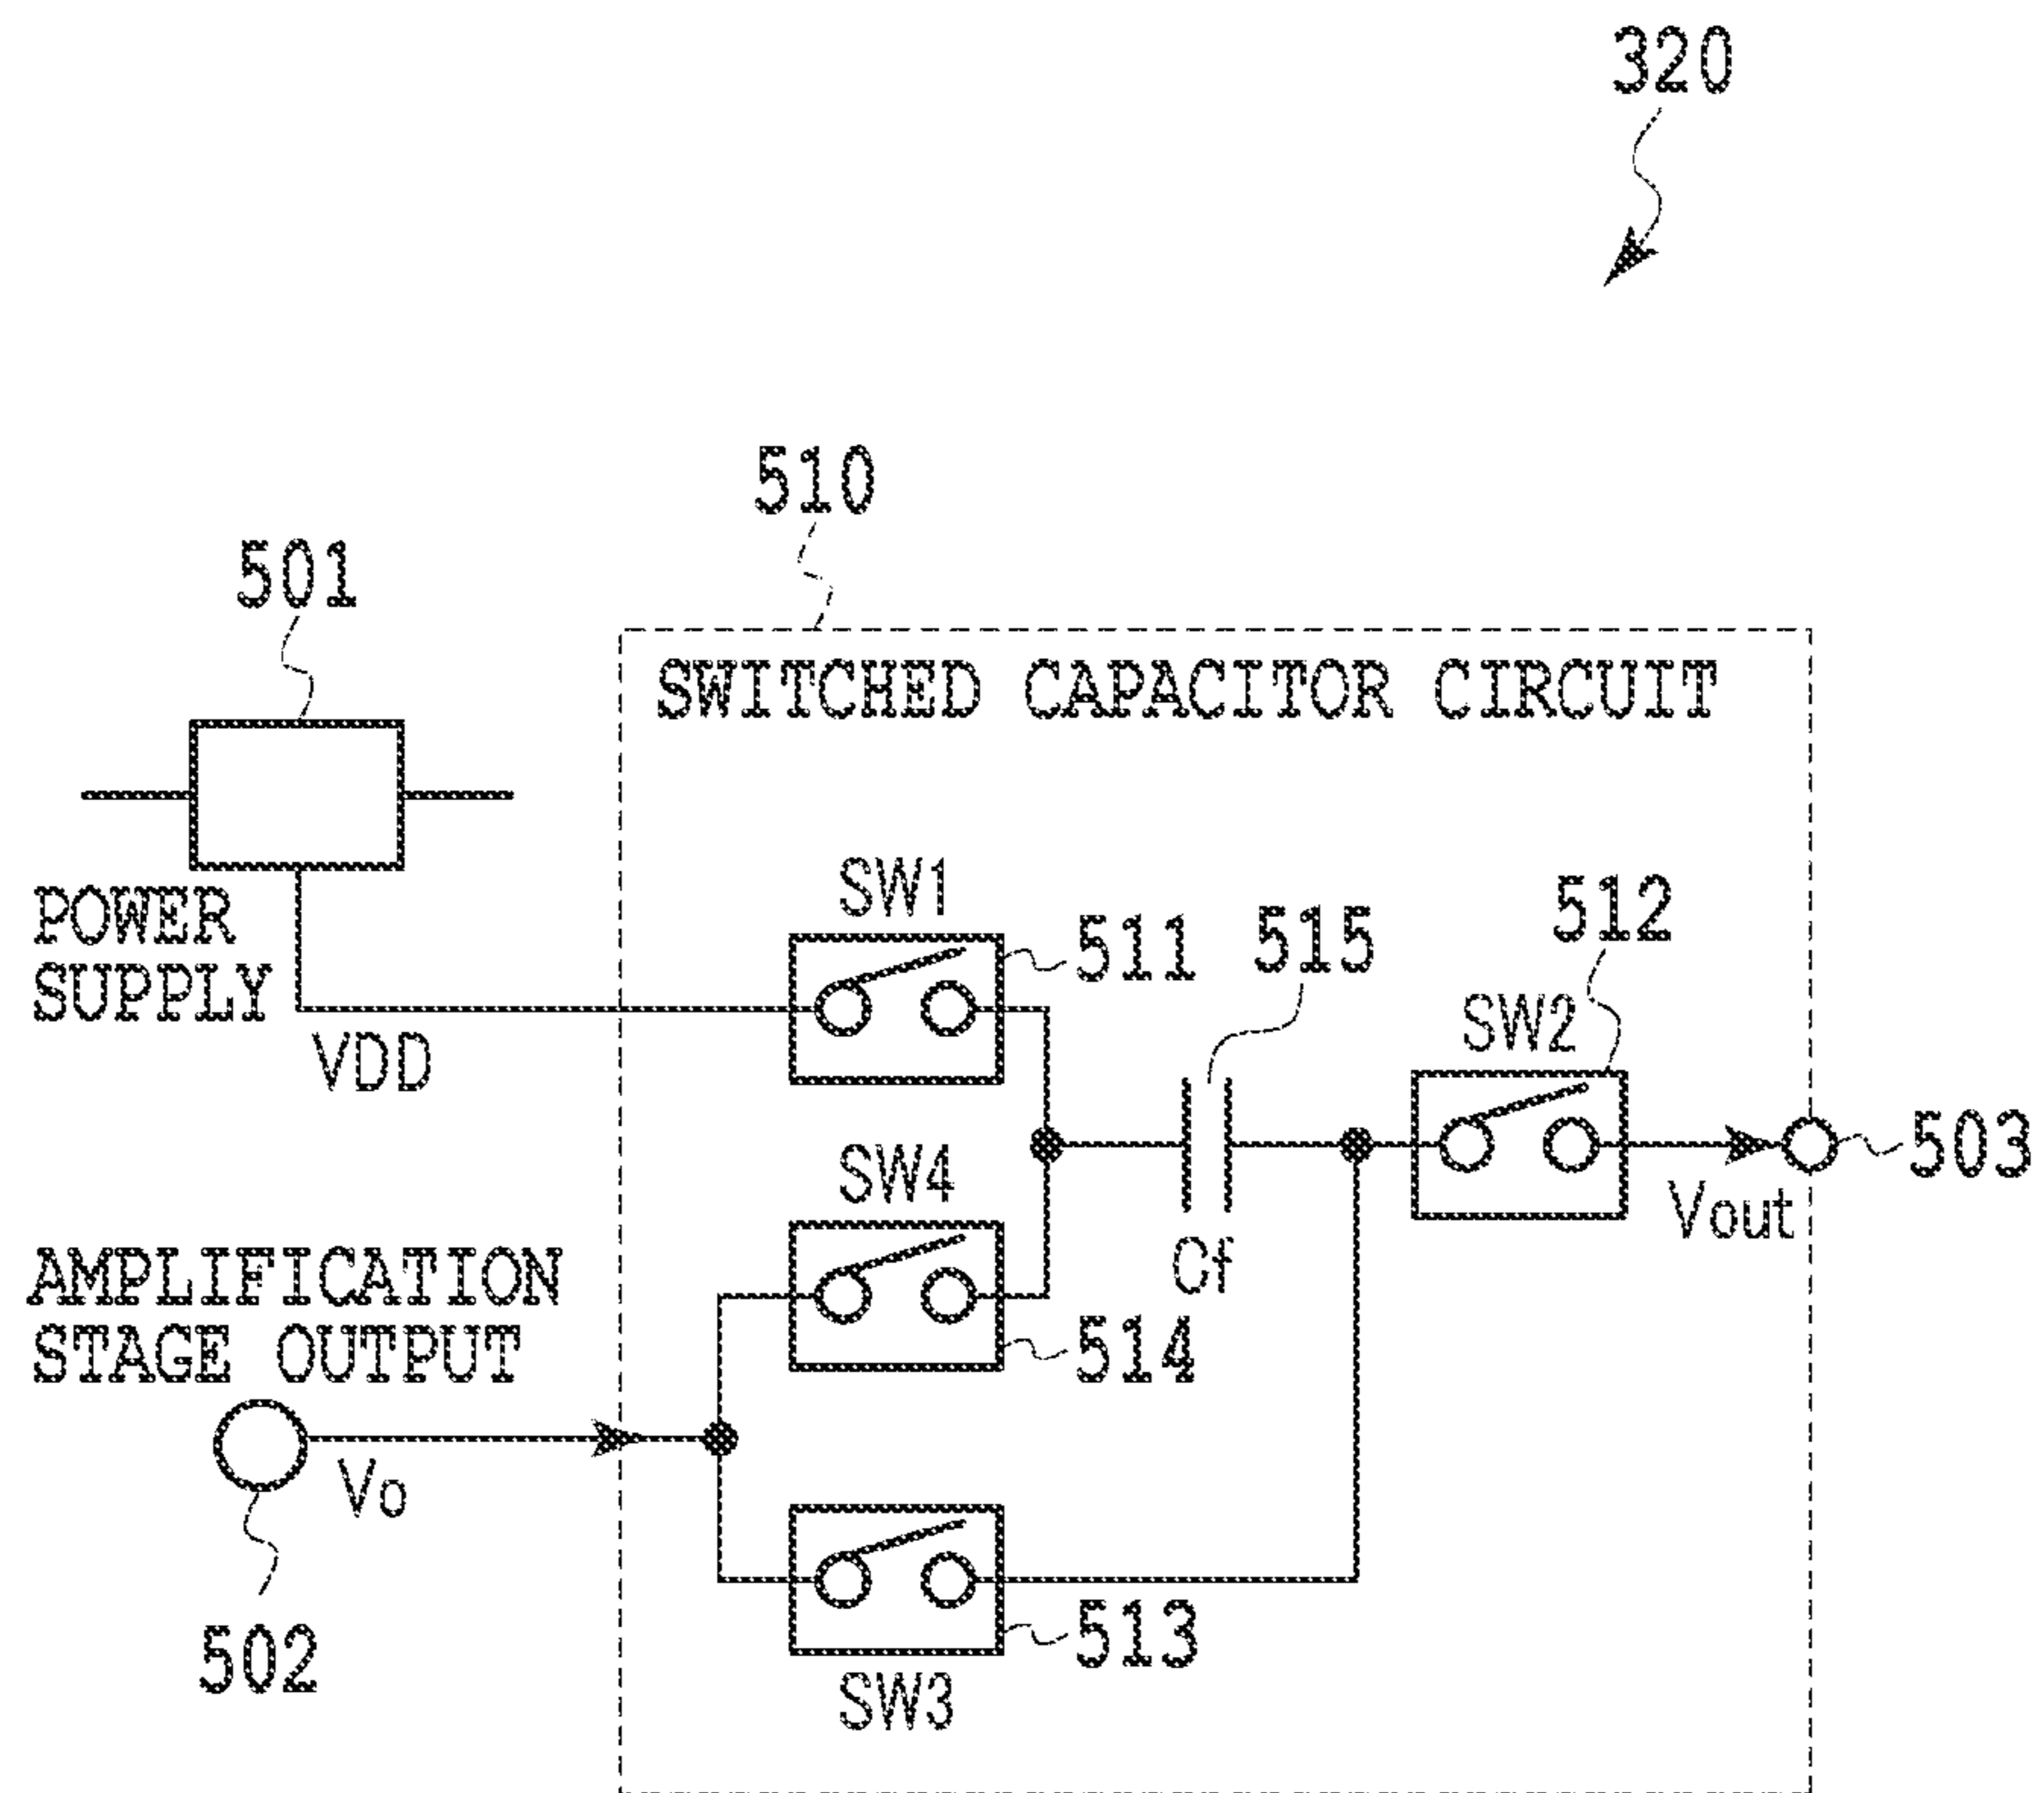 320
510
501
SWITCHED CAPACITOR CIRCUIT
POWER
SUPPLY
VDD
SW1
511
515
512
SW2
503
Vout
SW4
Cf
514
AMPLIFICATION
STAGE OUTPUT
Vo
502
513
SW3